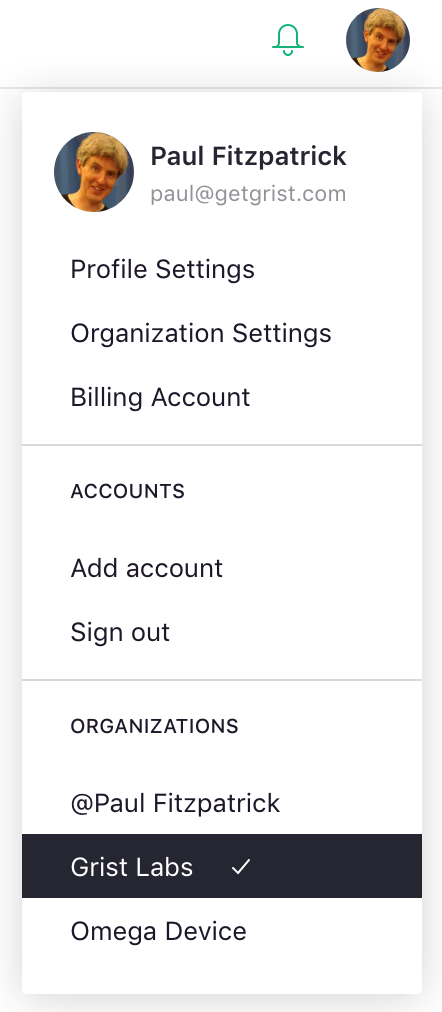 Paul Fitzpatrick
paul@getgrist.com
Profile Settings
Organization Settings
Billing Account
ACCOUNTS
Add account
Sign out
ORGANIZATIONS
@Paul Fitzpatrick
Grist Labs
Omega Device